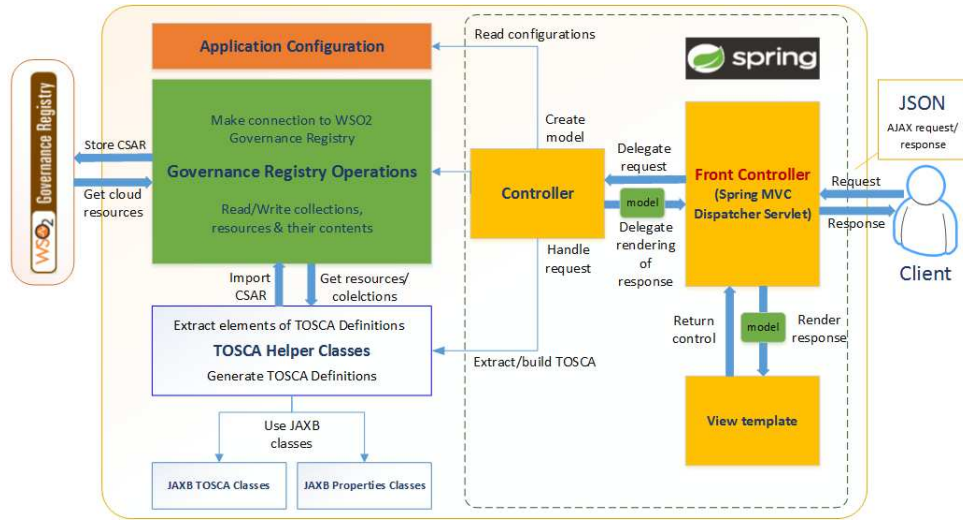 Application Configuration
Read configurations
spring
WSO2
Governance Registry
Make connection to WSO2
Governance Registry
Governance Registry Operations
Read/Write collections,
resources & their contents
Store CSAR
Get cloud
resources
Create
model
Controller
Handle
request
Delegate
request
model
Delegate
rendering
of
response
Front Controller
(Spring MVC
Dispatcher Servlet)
JSON
AJAX request/
response
Request
Response
Client
Import
CSAR
Get resources/
colelctions
Extract elements of TOSCA Definitions
TOSCA Helper Classes
Generate TOSCA Definitions
Extract/build TOSCA
Return
control
model
Render
response
View template
Use JAXB
classes
JAXB TOSCA Classes
JAXB Properties Classes